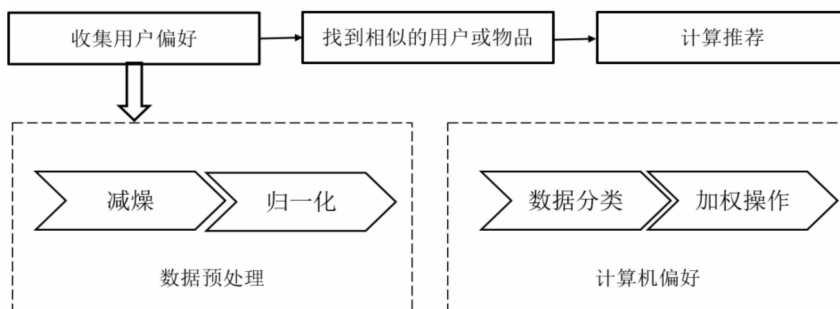 收集用户偏好
找到相似的用户或物品
计算推荐
减燥
归一化
数据预处理
数据分类
加权操作
计算机偏好